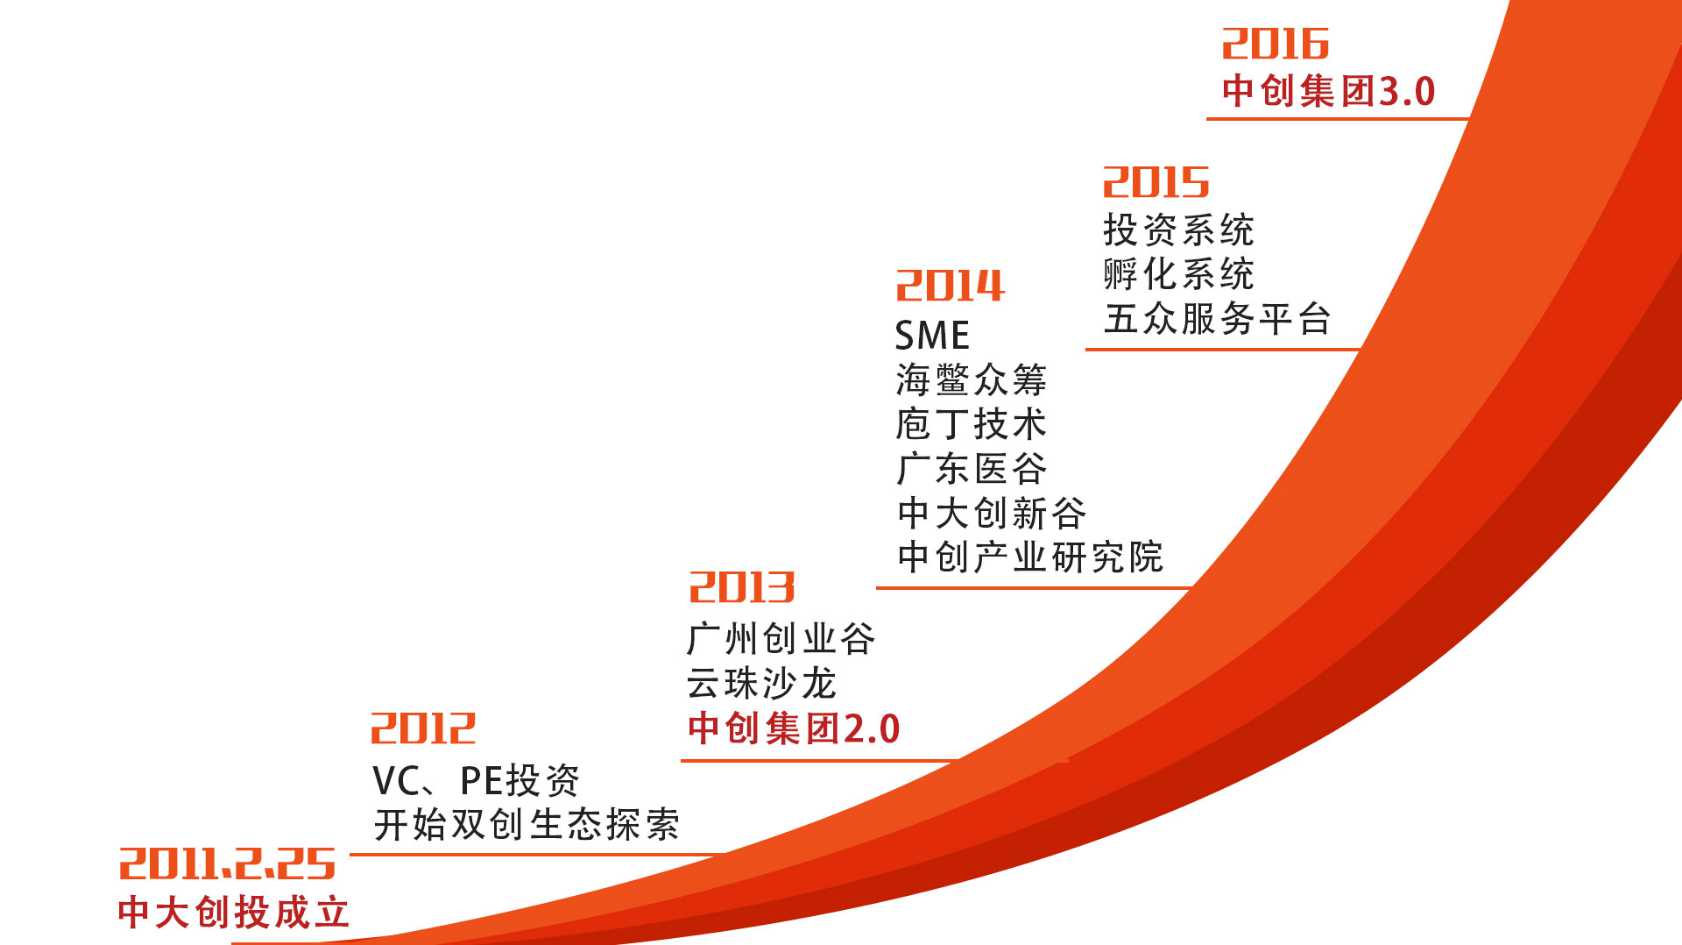 2016
中创集团3.0
2015
投资系统
孵化系统
五众服务平台
2014
SME
海鳖众筹
庖丁技术
广东医谷
中大创新谷
中创产业研究院
2013
广州创业谷
云珠沙龙
中创集团2.0
2012
VC、PE投资
开始双创生态探索
2011.2.25
中大创投成立